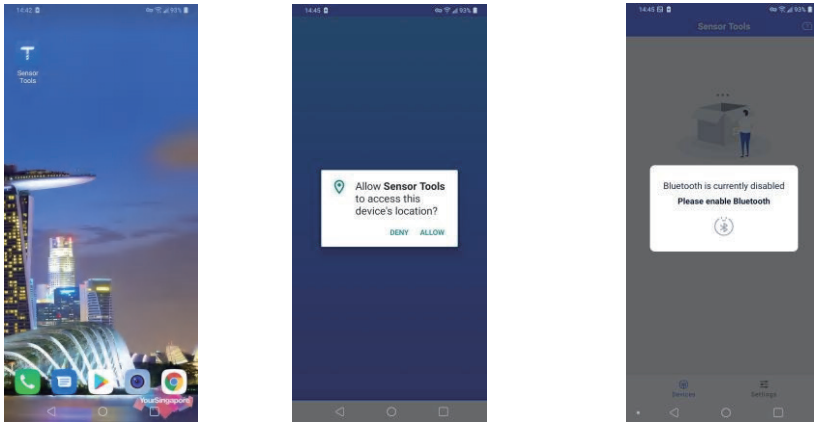 14:42
93%
Sensor
Tools
YourSingapore
14:45
93%
Allow Sensor Tools
to access this
device's location?
DENY ALLOW
14:45
93%
Sensor Tools
Bluetooth is currently disabled
Please enable Bluetooth
Devices
Settings